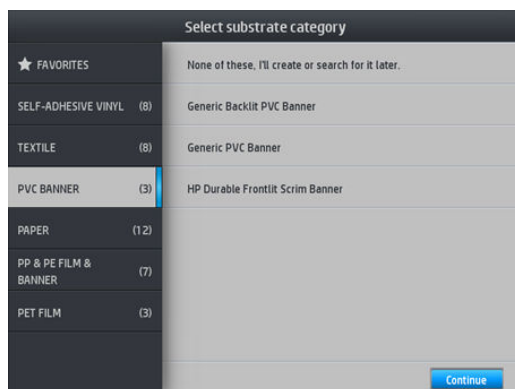 Select substrate category
FAVORITES
SELF-ADHESIVE VINYL (8)
TEXTILE (8)
PVC BANNER (3)
PAPER (12)
PP & PE FILM &
BANNER (7)
PET FILM (3)
None of these, I'll create or search for it later.
Generic Backlit PVC Banner
Generic PVC Banner
HP Durable Frontlit Scrim Banner
Continue